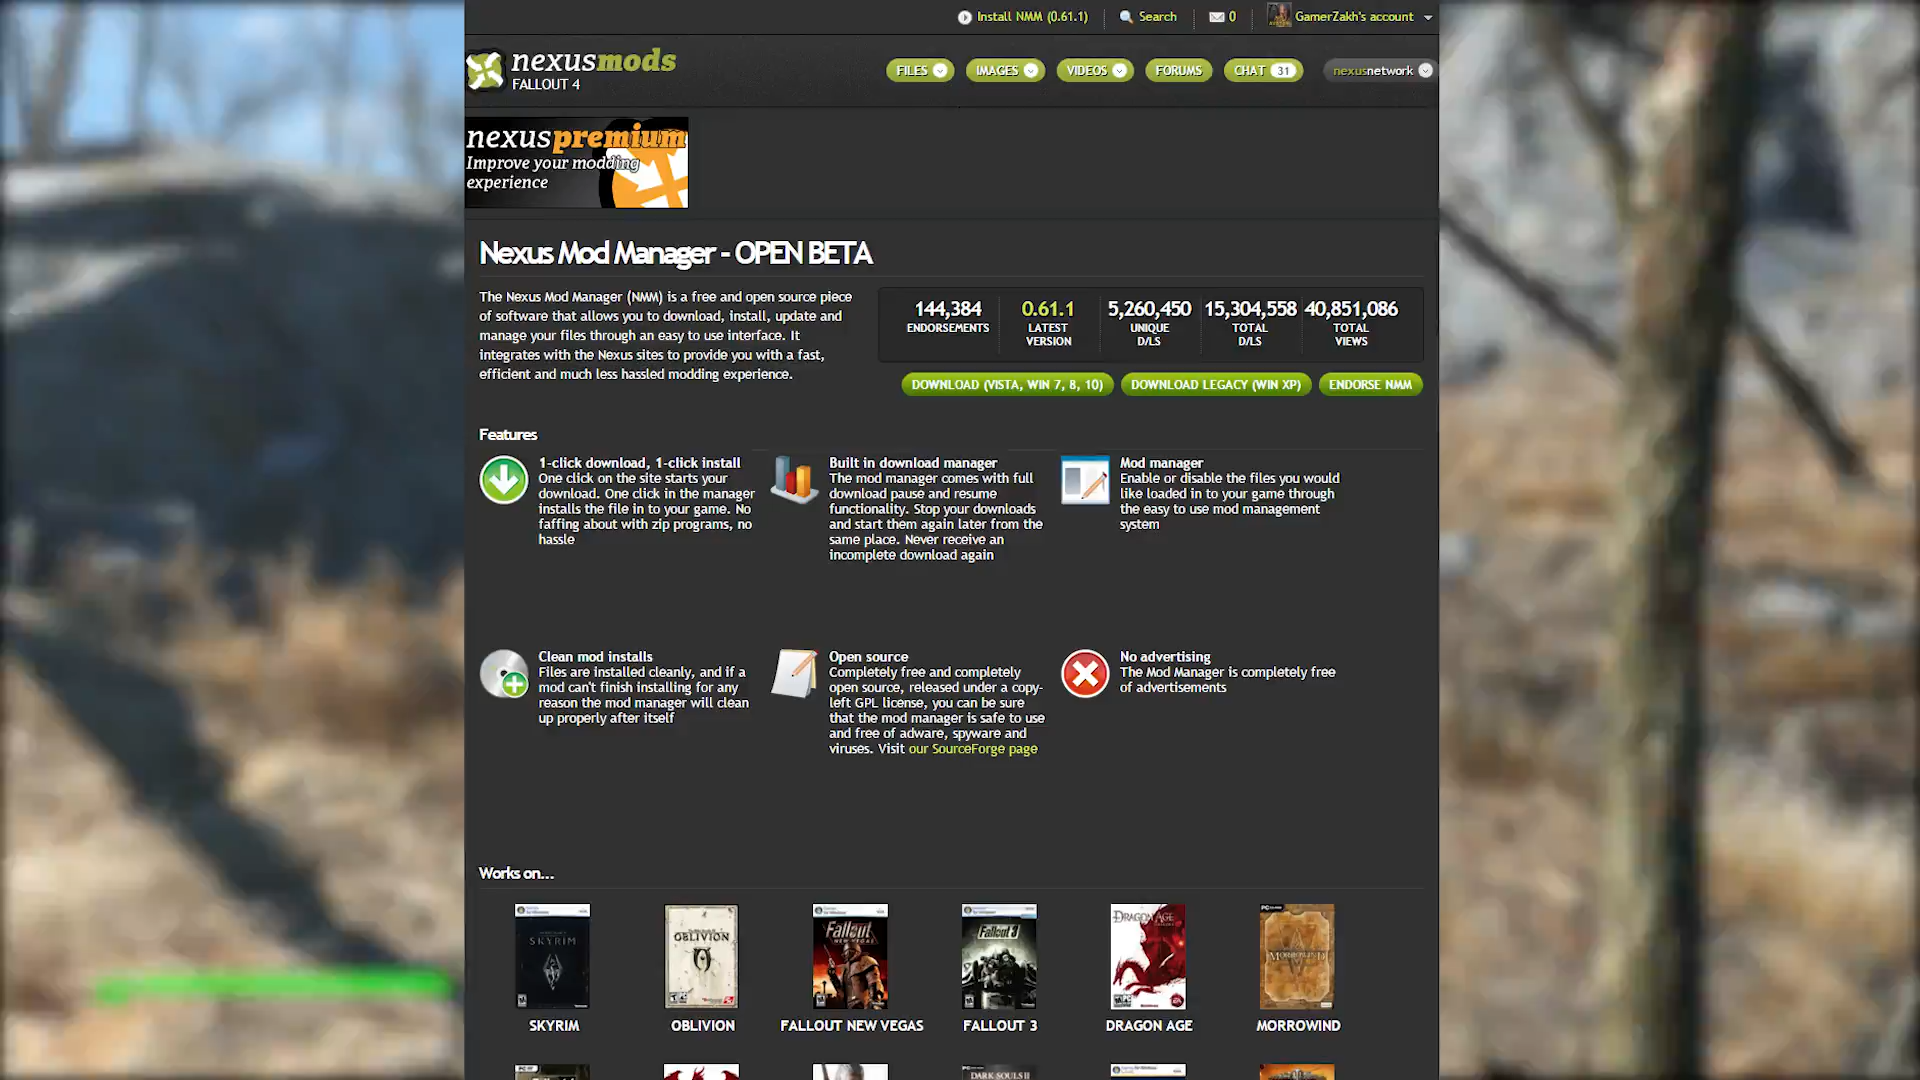 Install NMM (0.61.1)
Search
0
GamerZakh's account
nexusmods
FALLOUT 4
FILES
IMAGES
VIDEOS
FORUMS
CHAT 31
nexusnetwork
nexuspremium
Improve your modding
experience
Nexus Mod Manager - OPEN BETA
The Nexus Mod Manager (NMM) is a free and open source piece
of software that allows you to download, install, update and
manage your files through an easy to use interface. It
integrates with the Nexus sites to provide you with a fast,
efficient and much less hassled modding experience.
144,384
ENDORSEMENTS
0.61.1
LATEST
VERSION
5,260,450
UNIQUE
D/LS
15,304,558
TOTAL
D/LS
40,851,086
TOTAL
VIEWS
DOWNLOAD (VISTA, WIN 7, 8, 10)
DOWNLOAD LEGACY (WIN XP)
ENDORSE NMM
Features
1-click download, 1-click install
One click on the site starts your
download. One click in the manager
installs the file in to your game. No
faffing about with zip programs, no
hassle
Built in download manager
The mod manager comes with full
download pause and resume
functionality. Stop your downloads
and start them again later from the
same place. Never receive an
incomplete download again
Mod manager
Enable or disable the files you would
like loaded in to your game through
the easy to use mod management
system
Clean mod installs
Files are installed cleanly, and if a
mod can't finish installing for any
reason the mod manager will clean
up properly after itself
Open source
Completely free and completely
open source, released under a copy-
left GPL license, you can be sure
that the mod manager is safe to use
and free of adware, spyware and
viruses. Visit our SourceForge page
No advertising
The Mod Manager is completely free
of advertisements
Works on...
SKYRIM
OBLIVION
Fallout
NEW VEGAS
Fallout 3
DRAGON AGE
MORROWIND
SKYRIM
OBLIVION
FALLOUT NEW VEGAS
FALLOUT 3
DRAGON AGE
MORROWIND
DARK SOULS II